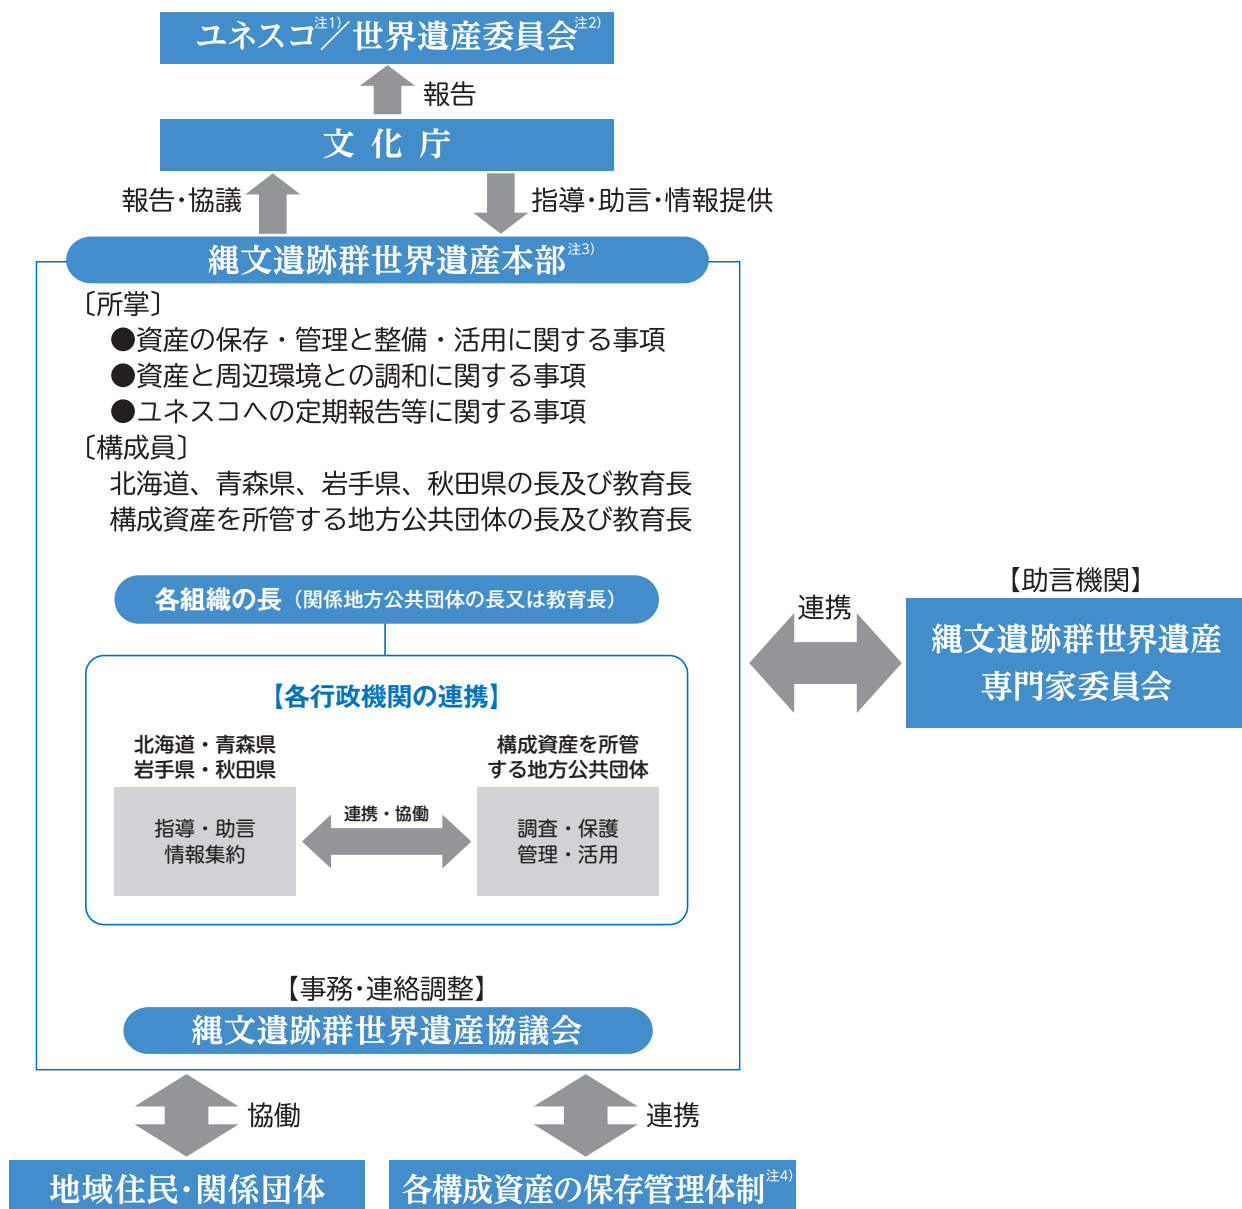 ユネスコ注1)／世界遺産委員会注2)
報告
文化庁
報告・協議
指導・助言・情報提供
縄文遺跡群世界遺産本部注3)
〔所掌〕
●資産の保存・管理と整備・活用に関する事項
●資産と周辺環境との調和に関する事項
●ユネスコへの定期報告等に関する事項
〔構成員〕
北海道、青森県、岩手県、秋田県の長及び教育長
構成資産を所管する地方公共団体の長及び教育長
各組織の長（関係地方公共団体の長又は教育長）
【各行政機関の連携】
北海道・青森県
岩手県・秋田県
指導・助言
情報集約
連携・協働
構成資産を所管
する地方公共団体
調査・保護
管理・活用
連携
【助言機関】
縄文遺跡群世界遺産
専門家委員会
【事務・連絡調整】
縄文遺跡群世界遺産協議会
協働
連携
地域住民・関係団体
各構成資産の保存管理体制注4)